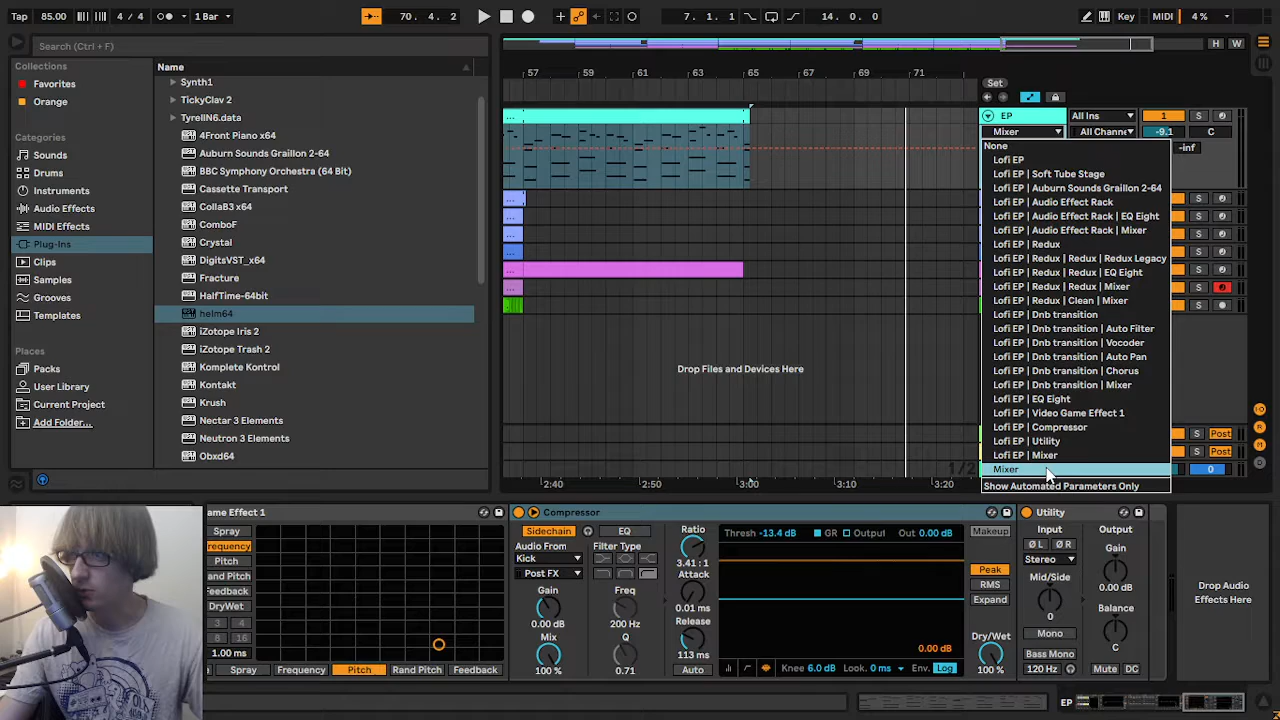 Tap 85.00 4 / 4 1 Bar 70. 4. 2 7. 1. 1 14. 0. 0 Key MIDI 4 %
Search (Ctrl + F)
H W
Collections
Favorites
Orange
Categories
Sounds
Drums
Instruments
Audio Effects
MIDI Effects
Plug-Ins
Clips
Samples
Grooves
Templates
Places
Packs
User Library
Current Project
Add Folder...
Name
Synth1
TickyClav 2
TyrellN6.data
4Front Piano x64
Auburn Sounds Graillon 2-64
BBC Symphony Orchestra (64 Bit)
Cassette Transport
CollaB3 x64
ComboF
Crystal
DigitsVST_x64
Fracture
HalfTime-64bit
helm64
iZotope Iris 2
iZotope Trash 2
Komplete Kontrol
Kontakt
Krush
Nectar 3 Elements
Neutron 3 Elements
Obxd64
57 59 61 63 65 67 69 71
Drop Files and Devices Here
1/2
2:40 2:50 3:00 3:10 3:20
Set
EP All Ins 1 S
Mixer All Channe -9.1 C
-inf
None
Lofi EP
Lofi EP | Soft Tube Stage
Lofi EP | Auburn Sounds Graillon 2-64
Lofi EP | Audio Effect Rack
Lofi EP | Audio Effect Rack | EQ Eight
Lofi EP | Audio Effect Rack | Mixer
Lofi EP | Redux
Lofi EP | Redux | Redux | Redux Legacy
Lofi EP | Redux | Redux | EQ Eight
Lofi EP | Redux | Redux | Mixer
Lofi EP | Redux | Clean | Mixer
Lofi EP | Dnb transition
Lofi EP | Dnb transition | Auto Filter
Lofi EP | Dnb transition | Vocoder
Lofi EP | Dnb transition | Auto Pan
Lofi EP | Dnb transition | Chorus
Lofi EP | Dnb transition | Mixer
Lofi EP | EQ Eight
Lofi EP | Video Game Effect 1
Lofi EP | Compressor
Lofi EP | Utility
Lofi EP | Mixer
Mixer
Show Automated Parameters Only
S
S
S
S
S
S
S
S Post
S Post
0
ame Effect 1
Spray
requency
Pitch
and Pitch
eedback
DryWet
3 4
8 16
1.00 ms
Spray Frequency Pitch Rand Pitch Feedback
Compressor
Sidechain EQ
Audio From Filter Type
Kick
Post FX
Gain Freq
0.00 dB 200 Hz
Mix Q
100 % 0.71
Ratio
3.41 : 1
Attack
0.01 ms
Release
113 ms
Auto
Thresh -13.4 dB GR Output Out 0.00 dB
0.00 dB
Knee 6.0 dB Look. 0 ms Env. Log
Makeup
Peak
RMS
Expand
Dry/Wet
100 %
Utility
Input Output
Ø L Ø R Gain
Stereo
Mid/Side 0.00 dB
Balance
0
Mono
Bass Mono C
120 Hz Mute DC
Drop Audio
Effects Here
EP